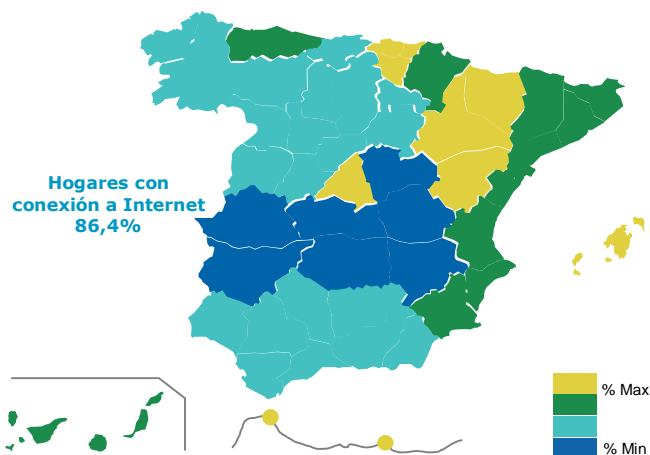 Hogares con
conexión a Internet
86,4%
% Max
% Min